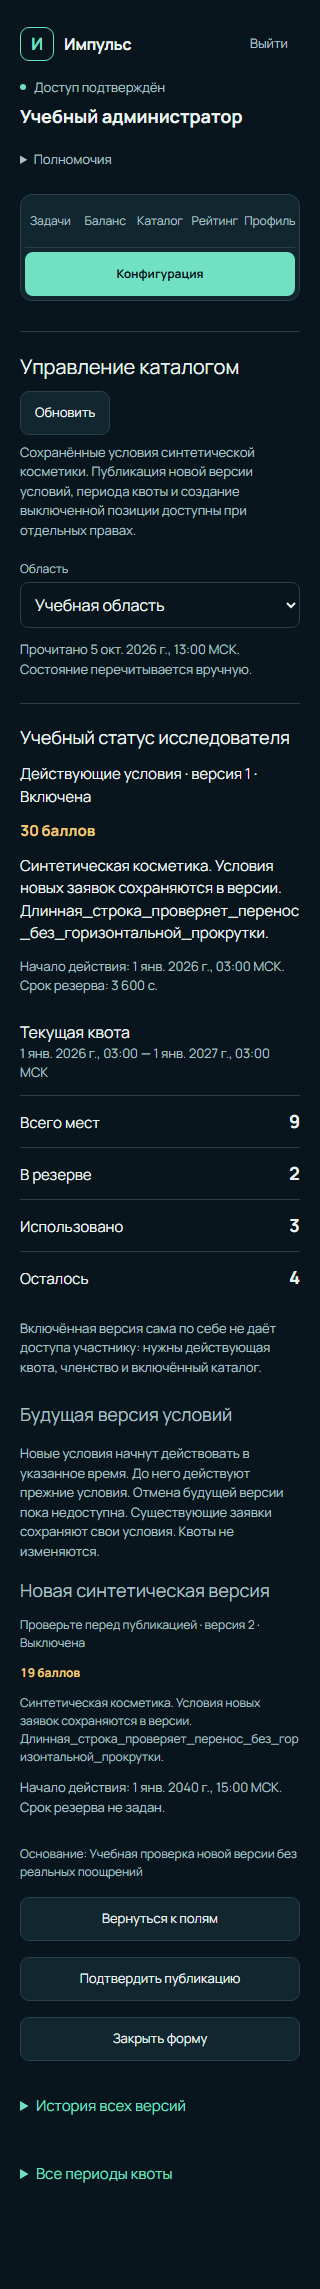 И Импульс Выйти
Доступ подтверждён
Учебный администратор
Полномочия
Задачи Баланс Каталог Рейтинг Профиль
Конфигурация
Управление каталогом
Обновить
Сохранённые условия синтетической
косметики. Публикация новой версии
условий, периода квоты и создание
выключенной позиции доступны при
отдельных правах.
Область
Учебная область
Прочитано 5 окт. 2026 г., 13:00 МСК.
Состояние перечитывается вручную.
Учебный статус исследователя
Действующие условия · версия 1 ·
Включена
30 баллов
Синтетическая косметика. Условия
новых заявок сохраняются в версии.
Длинная_строка_проверяет_перенос
_без_горизонтальной_прокрутки.
Начало действия: 1 янв. 2026 г., 03:00 МСК.
Срок резерва: 3 600 с.
Текущая квота
1 янв. 2026 г., 03:00 — 1 янв. 2027 г., 03:00
МСК
Всего мест 9
В резерве 2
Использовано 3
Осталось 4
Включённая версия сама по себе не даёт
доступа участнику: нужны действующая
квота, членство и включённый каталог.
Будущая версия условий
Новые условия начнут действовать в
указанное время. До него действуют
прежние условия. Отмена будущей версии
пока недоступна. Существующие заявки
сохраняют свои условия. Квоты не
изменяются.
Новая синтетическая версия
Проверьте перед публикацией · версия 2 ·
Выключена
19 баллов
Синтетическая косметика. Условия новых
заявок сохраняются в версии.
Длинная_строка_проверяет_перенос_без_гор
изонтальной_прокрутки.
Начало действия: 1 янв. 2040 г., 15:00 МСК.
Срок резерва не задан.
Основание: Учебная проверка новой версии без
реальных поощрений
Вернуться к полям
Подтвердить публикацию
Закрыть форму
История всех версий
Все периоды квоты